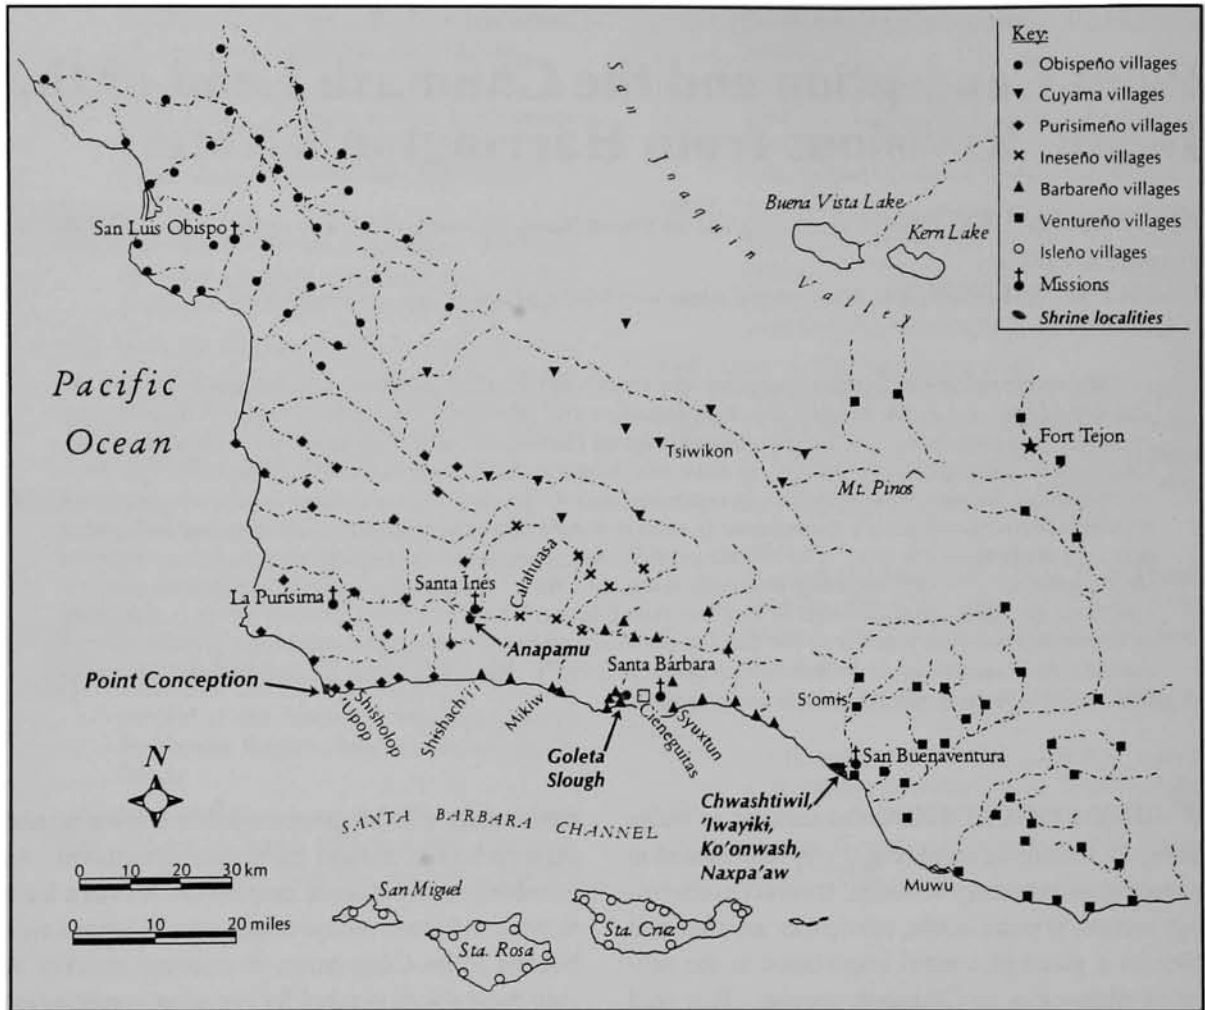 Key:
Obispeño villages
Cuyama villages
Purisimeño villages
Ineseño villages
Barbareño villages
Ventureño villages
Isleño villages
Missions
Shrine localities
San Joaquin Valley
Buena Vista Lake
Kern Lake
San Luis Obispo
Pacific
Ocean
Fort Tejon
Tsiwikon
Mt. Pinos
Calahuasa
Santa Inés
La Purísima
'Anapamu
Santa Bárbara
Point Conception
'Upop
Shisholop
Shishach'i'
Mikiw
Cieneguitas
Syuxtun
S'omis
Goleta
Slough
San Buenaventura
Chwashtiwil,
'Iwayiki,
Ko'onwash,
Naxpa'aw
N
SANTA BARBARA CHANNEL
Muwu
0 10 20 30 km
0 10 20 miles
San Miguel
Sta. Rosa
Sta. Cruz